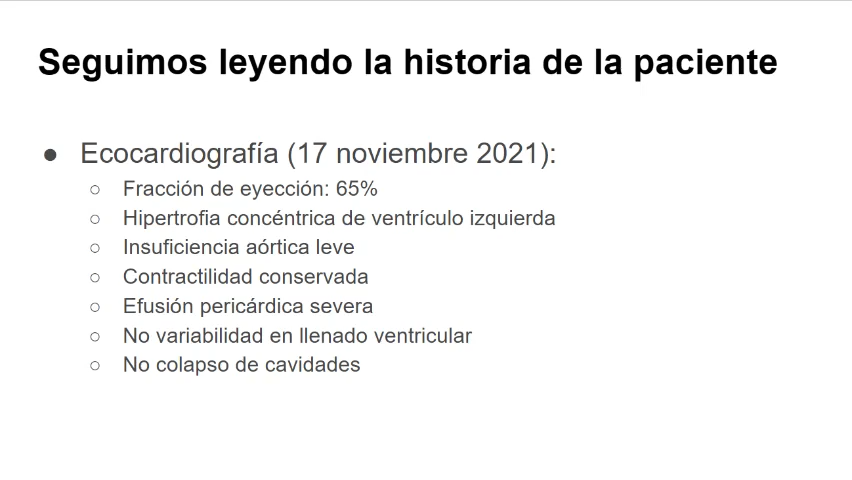 Seguimos leyendo la historia de la paciente
● Ecocardiografía (17 noviembre 2021):
○ Fracción de eyección: 65%
○ Hipertrofia concéntrica de ventrículo izquierda
○ Insuficiencia aórtica leve
○ Contractilidad conservada
○ Efusión pericárdica severa
○ No variabilidad en llenado ventricular
○ No colapso de cavidades